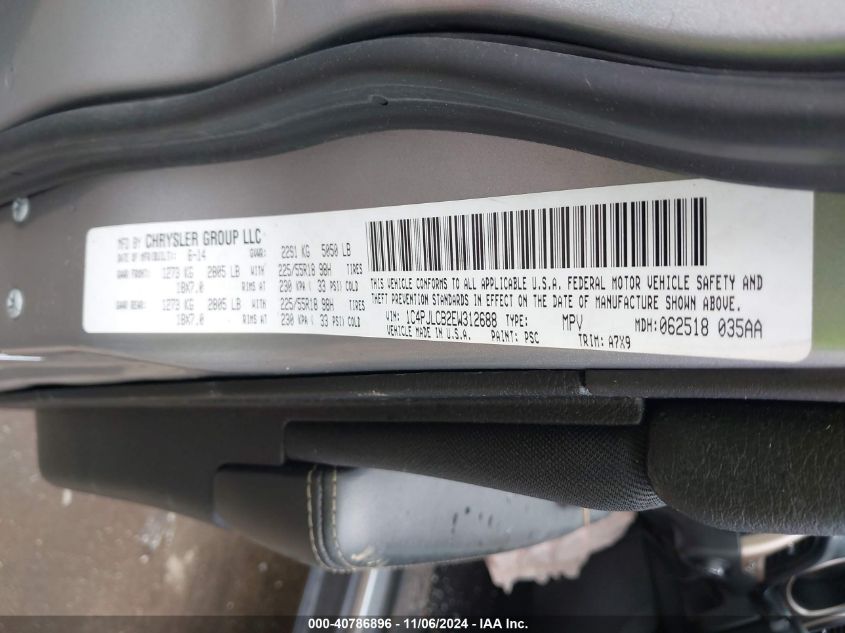 MFD BY CHRYSLER GROUP LLC
DATE OF MFR/BUILT: 6-14 GVWR: 2291 KG 5050 LB
GAWR FRONT: 1273 KG 2805 LB WITH 225/55R18 98H TIRES
18X7.0 RIMS AT 230 KPA ( 33 PSI) COLD
GAWR REAR: 1273 KG 2805 LB WITH 225/55R18 98H TIRES
18X7.0 RIMS AT 230 KPA ( 33 PSI) COLD
THIS VEHICLE CONFORMS TO ALL APPLICABLE U.S.A. FEDERAL MOTOR VEHICLE SAFETY AND
THEFT PREVENTION STANDARDS IN EFFECT ON THE DATE OF MANUFACTURE SHOWN ABOVE.
VIN: 1C4PJLCB2EW312688 TYPE: MPV MDH: 062518 035AA
VEHICLE MADE IN U.S.A. PAINT: PSC TRIM: A7X9
000-40786896 - 11/06/2024 - IAA Inc.